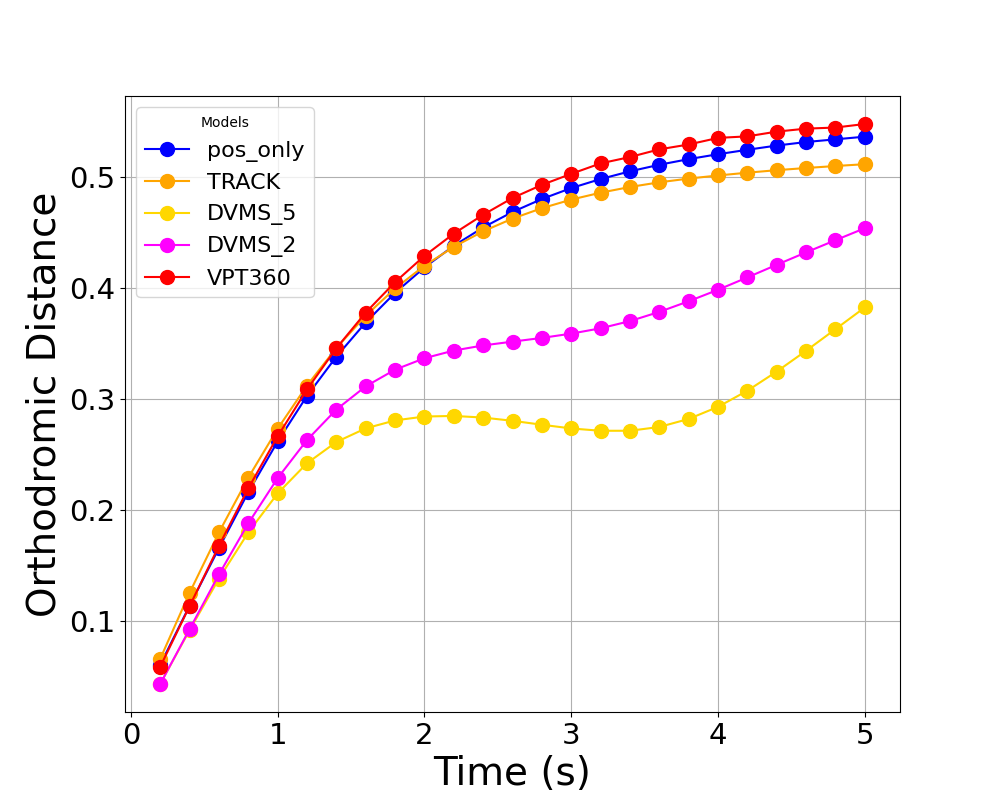 Models
pos_only
TRACK
DVMS_5
DVMS_2
VPT360
Orthodromic Distance
0.5
0.4
0.3
0.2
0.1
0 1 2 3 4 5
Time (s)